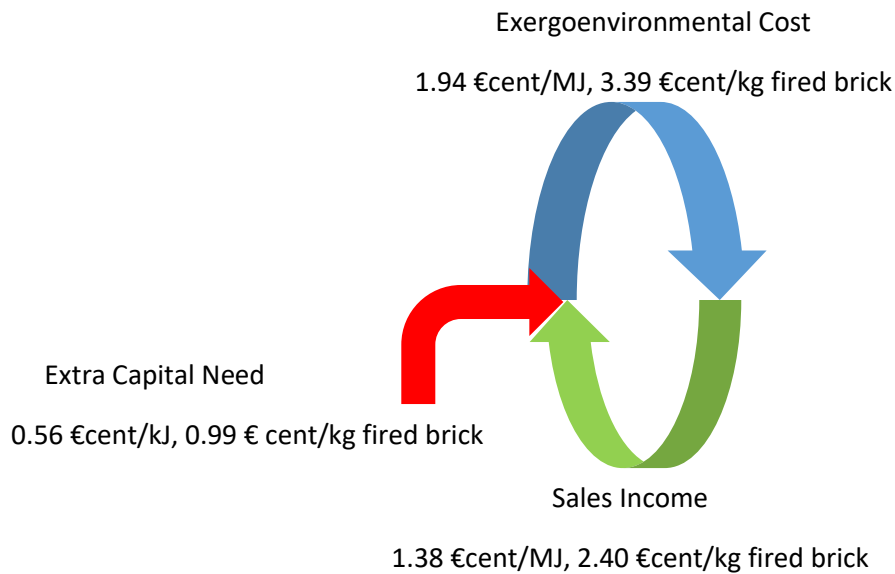 Exergoenvironmental Cost
1.94 €cent/MJ, 3.39 €cent/kg fired brick
Extra Capital Need
0.56 €cent/kJ, 0.99 € cent/kg fired brick
Sales Income
1.38 €cent/MJ, 2.40 €cent/kg fired brick